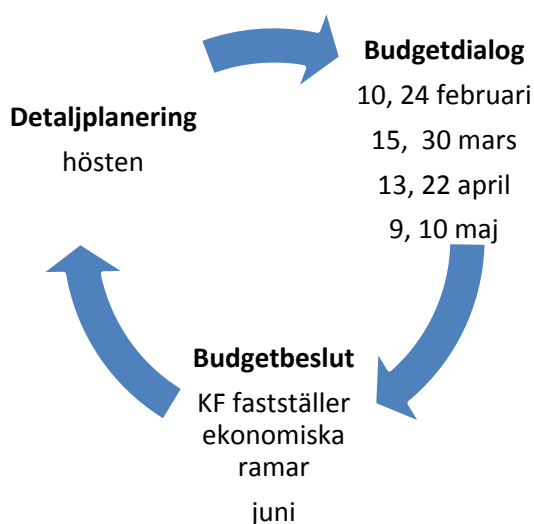 Budgetdialog
10, 24 februari
15, 30 mars
13, 22 april
9, 10 maj
Budgetbeslut
KF fastställer
ekonomiska
ramar
juni
Detaljplanering
hösten